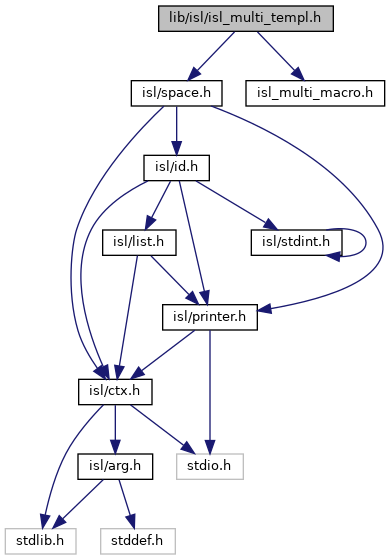 lib/isl/isl_multi_templ.h
isl/space.h
isl_multi_macro.h
isl/id.h
isl/list.h
isl/stdint.h
isl/printer.h
isl/ctx.h
isl/arg.h
stdio.h
stdlib.h
stddef.h